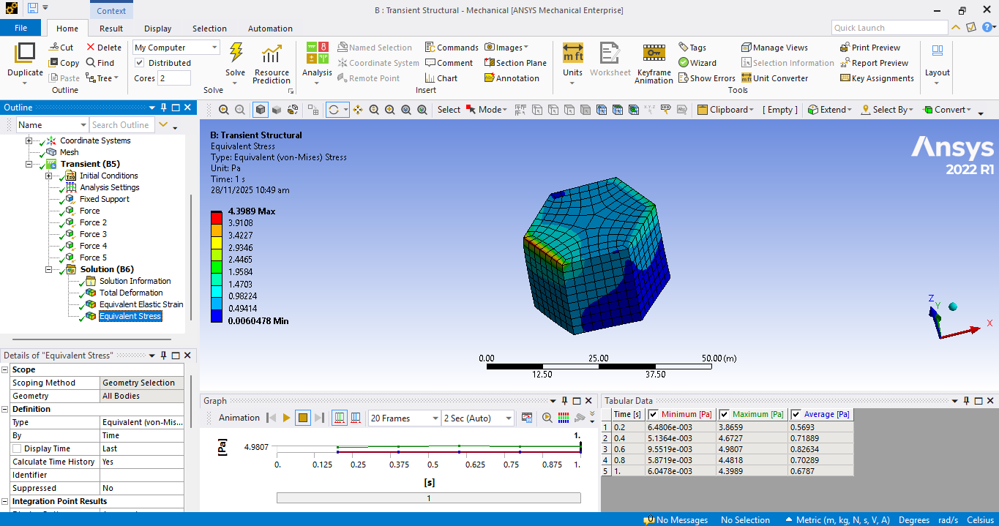 Context
B : Transient Structural - Mechanical [ANSYS Mechanical Enterprise]
File Home Result Display Selection Automation
Quick Launch
Duplicate
Cut
Copy
Paste
Delete
Find
Tree
Outline
My Computer
Distributed
Cores 2
Solve
Resource Prediction
Solve
Analysis
Named Selection
Coordinate System
Remote Point
Commands
Comment
Chart
Images
Section Plane
Annotation
Insert
Units
Worksheet
Keyframe Animation
Tags
Wizard
Show Errors
Manage Views
Selection Information
Unit Converter
Print Preview
Report Preview
Key Assignments
Tools
Layout
Outline
Select Mode Clipboard [ Empty ] Extend Select By Convert
Name Search Outline
Coordinate Systems
Mesh
Transient (B5)
Initial Conditions
Analysis Settings
Fixed Support
Force
Force 2
Force 3
Force 4
Force 5
Solution (B6)
Solution Information
Total Deformation
Equivalent Elastic Strain
Equivalent Stress
B: Transient Structural
Equivalent Stress
Type: Equivalent (von-Mises) Stress
Unit: Pa
Time: 1 s
28/11/2025 10:49 am
4.3989 Max
3.9108
3.4227
2.9346
2.4465
1.9584
1.4703
0.98224
0.49414
0.0060478 Min
Ansys
2022 R1
Z
Y
X
0.00 25.00 50.00 (m)
12.50 37.50
Details of "Equivalent Stress"
Scope
Scoping Method Geometry Selection
Geometry All Bodies
Definition
Type Equivalent (von-Mis...
By Time
Display Time Last
Calculate Time History Yes
Identifier
Suppressed No
Integration Point Results
Graph
Animation 20 Frames 2 Sec (Auto)
1.
[Pa]
4.9807
0. 0.125 0.25 0.375 0.5 0.625 0.75 0.875 1.
[s]
1
Tabular Data
Time [s] Minimum [Pa] Maximum [Pa] Average [Pa]
1 0.2 6.4806e-003 3.8659 0.5693
2 0.4 5.1364e-003 4.6727 0.71889
3 0.6 9.5519e-003 4.9807 0.82634
4 0.8 5.8719e-003 4.4818 0.70289
5 1. 6.0478e-003 4.3989 0.6787
0 No Messages No Selection Metric (m, kg, N, s, V, A) Degrees rad/s Celsius